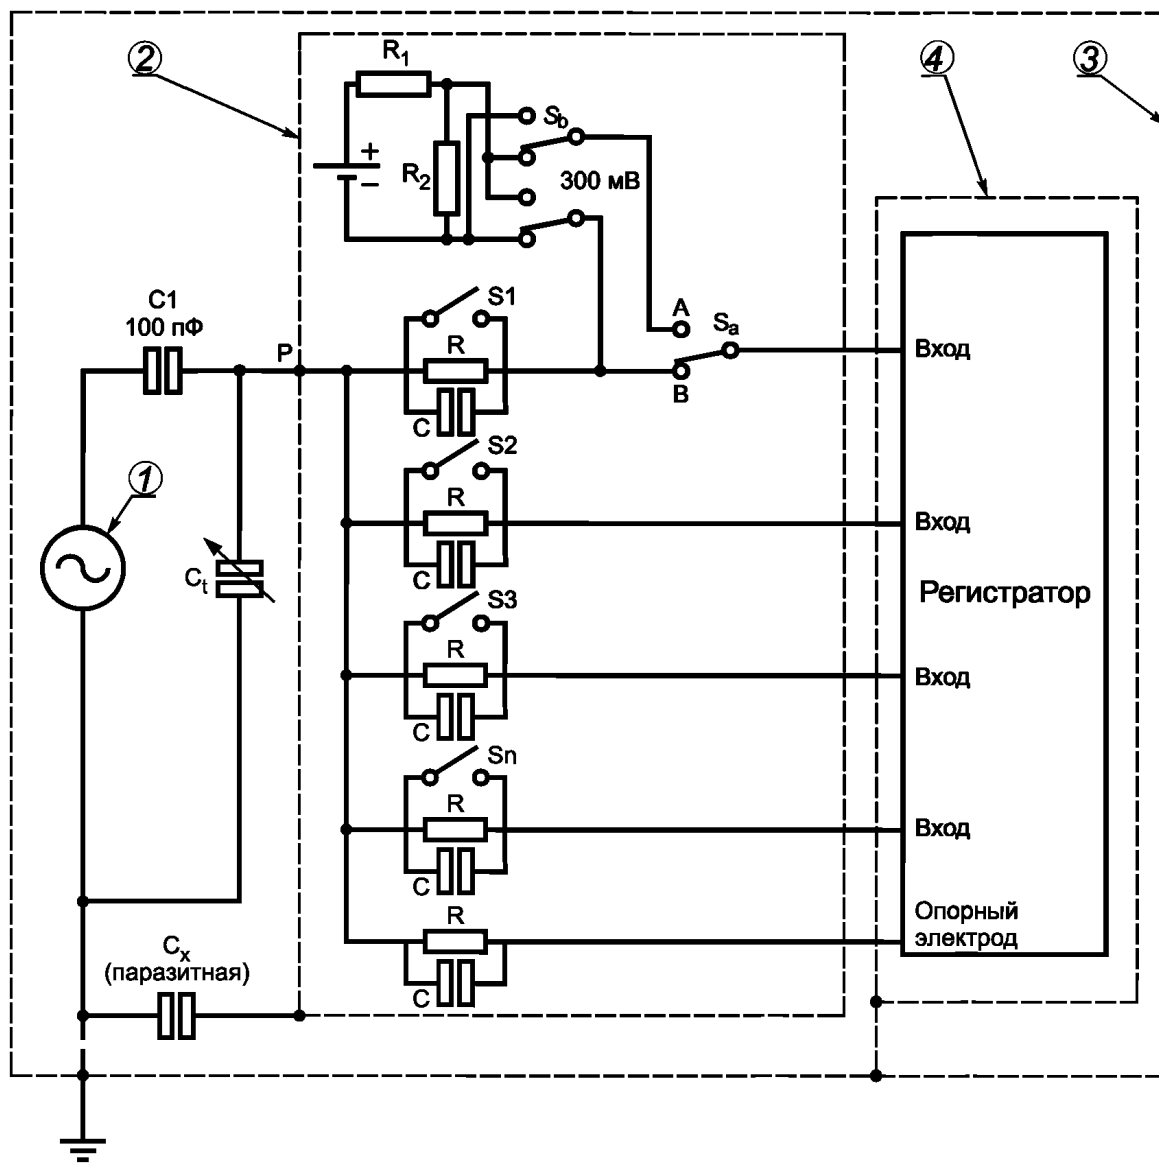 2
4
3
R1
+
−
R2
Sb
300 мВ
S1
C1
100 пФ
P
R
A
Sa
B
Вход
C
S2
1
R
Вход
Ct
C
S3
Регистратор
R
Вход
C
Sn
R
Вход
C
R
Опорный
электрод
Cx
(паразитная)
C